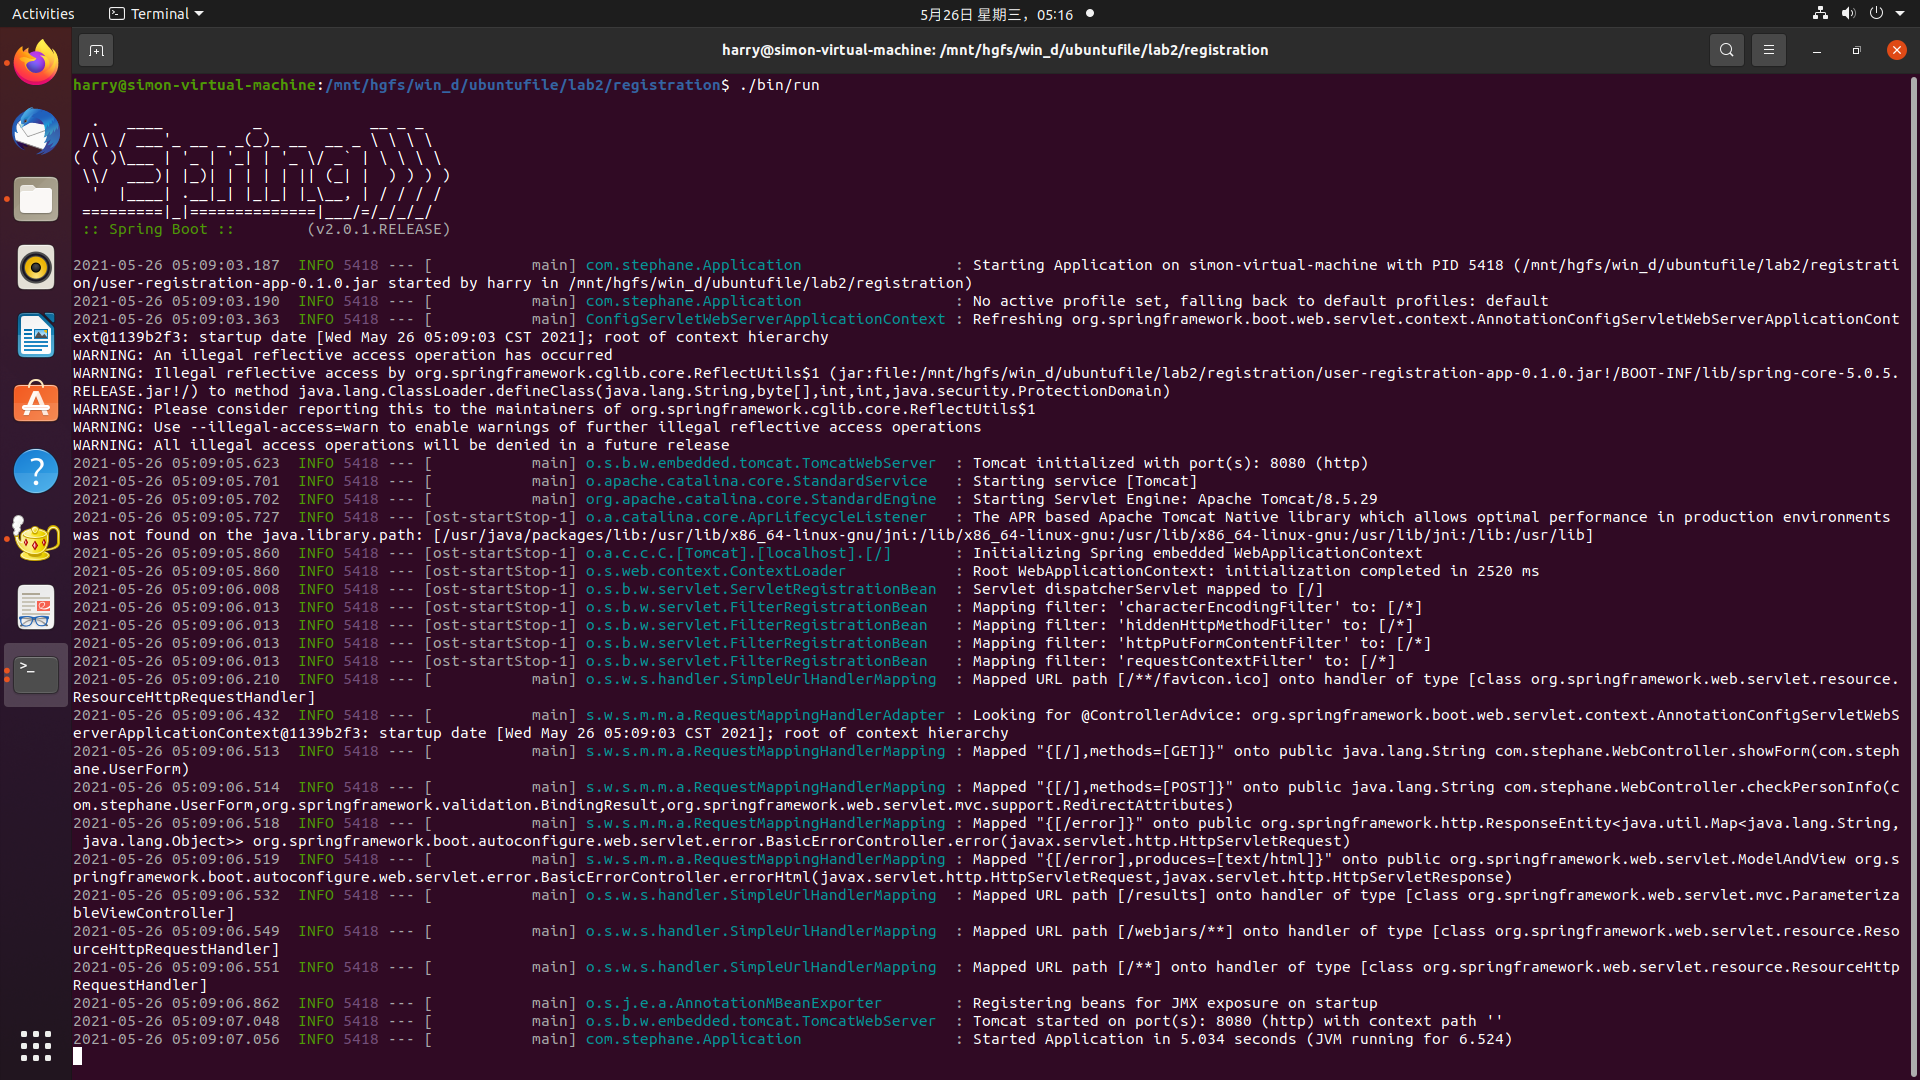 Activities
Terminal
5月26日 星期三，05:16
harry@simon-virtual-machine: /mnt/hgfs/win_d/ubuntufile/lab2/registration
harry@simon-virtual-machine:/mnt/hgfs/win_d/ubuntufile/lab2/registration$ ./bin/run
  .   ____          _            __ _ _
 /\\ / ___'_ __ _ _(_)_ __  __ _ \ \ \ \
( ( )\___ | '_ | '_| | '_ \/ _` | \ \ \ \
 \\/  ___)| |_)| | | | | || (_| |  ) ) ) )
  '  |____| .__|_| |_|_| |_\__, | / / / /
 =========|_|==============|___/=/_/_/_/
 :: Spring Boot ::        (v2.0.1.RELEASE)
2021-05-26 05:09:03.187  INFO 5418 --- [           main] com.stephane.Application                 : Starting Application on simon-virtual-machine with PID 5418 (/mnt/hgfs/win_d/ubuntufile/lab2/registrati
on/user-registration-app-0.1.0.jar started by harry in /mnt/hgfs/win_d/ubuntufile/lab2/registration)
2021-05-26 05:09:03.190  INFO 5418 --- [           main] com.stephane.Application                 : No active profile set, falling back to default profiles: default
2021-05-26 05:09:03.363  INFO 5418 --- [           main] ConfigServletWebServerApplicationContext : Refreshing org.springframework.boot.web.servlet.context.AnnotationConfigServletWebServerApplicationCont
ext@1139b2f3: startup date [Wed May 26 05:09:03 CST 2021]; root of context hierarchy
WARNING: An illegal reflective access operation has occurred
WARNING: Illegal reflective access by org.springframework.cglib.core.ReflectUtils$1 (jar:file:/mnt/hgfs/win_d/ubuntufile/lab2/registration/user-registration-app-0.1.0.jar!/BOOT-INF/lib/spring-core-5.0.5.
RELEASE.jar!/) to method java.lang.ClassLoader.defineClass(java.lang.String,byte[],int,int,java.security.ProtectionDomain)
WARNING: Please consider reporting this to the maintainers of org.springframework.cglib.core.ReflectUtils$1
WARNING: Use --illegal-access=warn to enable warnings of further illegal reflective access operations
WARNING: All illegal access operations will be denied in a future release
2021-05-26 05:09:05.623  INFO 5418 --- [           main] o.s.b.w.embedded.tomcat.TomcatWebServer  : Tomcat initialized with port(s): 8080 (http)
2021-05-26 05:09:05.701  INFO 5418 --- [           main] o.apache.catalina.core.StandardService   : Starting service [Tomcat]
2021-05-26 05:09:05.702  INFO 5418 --- [           main] org.apache.catalina.core.StandardEngine  : Starting Servlet Engine: Apache Tomcat/8.5.29
2021-05-26 05:09:05.727  INFO 5418 --- [ost-startStop-1] o.a.catalina.core.AprLifecycleListener   : The APR based Apache Tomcat Native library which allows optimal performance in production environments
was not found on the java.library.path: [/usr/java/packages/lib:/usr/lib/x86_64-linux-gnu/jni:/lib/x86_64-linux-gnu:/usr/lib/x86_64-linux-gnu:/usr/lib/jni:/lib:/usr/lib]
2021-05-26 05:09:05.860  INFO 5418 --- [ost-startStop-1] o.a.c.c.C.[Tomcat].[localhost].[/]       : Initializing Spring embedded WebApplicationContext
2021-05-26 05:09:05.860  INFO 5418 --- [ost-startStop-1] o.s.web.context.ContextLoader            : Root WebApplicationContext: initialization completed in 2520 ms
2021-05-26 05:09:06.008  INFO 5418 --- [ost-startStop-1] o.s.b.w.servlet.ServletRegistrationBean  : Servlet dispatcherServlet mapped to [/]
2021-05-26 05:09:06.013  INFO 5418 --- [ost-startStop-1] o.s.b.w.servlet.FilterRegistrationBean   : Mapping filter: 'characterEncodingFilter' to: [/*]
2021-05-26 05:09:06.013  INFO 5418 --- [ost-startStop-1] o.s.b.w.servlet.FilterRegistrationBean   : Mapping filter: 'hiddenHttpMethodFilter' to: [/*]
2021-05-26 05:09:06.013  INFO 5418 --- [ost-startStop-1] o.s.b.w.servlet.FilterRegistrationBean   : Mapping filter: 'httpPutFormContentFilter' to: [/*]
2021-05-26 05:09:06.013  INFO 5418 --- [ost-startStop-1] o.s.b.w.servlet.FilterRegistrationBean   : Mapping filter: 'requestContextFilter' to: [/*]
2021-05-26 05:09:06.210  INFO 5418 --- [           main] o.s.w.s.handler.SimpleUrlHandlerMapping  : Mapped URL path [/**/favicon.ico] onto handler of type [class org.springframework.web.servlet.resource.
ResourceHttpRequestHandler]
2021-05-26 05:09:06.432  INFO 5418 --- [           main] s.w.s.m.m.a.RequestMappingHandlerAdapter : Looking for @ControllerAdvice: org.springframework.boot.web.servlet.context.AnnotationConfigServletWebS
erverApplicationContext@1139b2f3: startup date [Wed May 26 05:09:03 CST 2021]; root of context hierarchy
2021-05-26 05:09:06.513  INFO 5418 --- [           main] s.w.s.m.m.a.RequestMappingHandlerMapping : Mapped "{[/],methods=[GET]}" onto public java.lang.String com.stephane.WebController.showForm(com.steph
ane.UserForm)
2021-05-26 05:09:06.514  INFO 5418 --- [           main] s.w.s.m.m.a.RequestMappingHandlerMapping : Mapped "{[/],methods=[POST]}" onto public java.lang.String com.stephane.WebController.checkPersonInfo(c
om.stephane.UserForm,org.springframework.validation.BindingResult,org.springframework.web.servlet.mvc.support.RedirectAttributes)
2021-05-26 05:09:06.518  INFO 5418 --- [           main] s.w.s.m.m.a.RequestMappingHandlerMapping : Mapped "{[/error]}" onto public org.springframework.http.ResponseEntity<java.util.Map<java.lang.String,
 java.lang.Object>> org.springframework.boot.autoconfigure.web.servlet.error.BasicErrorController.error(javax.servlet.http.HttpServletRequest)
2021-05-26 05:09:06.519  INFO 5418 --- [           main] s.w.s.m.m.a.RequestMappingHandlerMapping : Mapped "{[/error],produces=[text/html]}" onto public org.springframework.web.servlet.ModelAndView org.s
pringframework.boot.autoconfigure.web.servlet.error.BasicErrorController.errorHtml(javax.servlet.http.HttpServletRequest,javax.servlet.http.HttpServletResponse)
2021-05-26 05:09:06.532  INFO 5418 --- [           main] o.s.w.s.handler.SimpleUrlHandlerMapping  : Mapped URL path [/results] onto handler of type [class org.springframework.web.servlet.mvc.Parameteriza
bleViewController]
2021-05-26 05:09:06.549  INFO 5418 --- [           main] o.s.w.s.handler.SimpleUrlHandlerMapping  : Mapped URL path [/webjars/**] onto handler of type [class org.springframework.web.servlet.resource.Reso
urceHttpRequestHandler]
2021-05-26 05:09:06.551  INFO 5418 --- [           main] o.s.w.s.handler.SimpleUrlHandlerMapping  : Mapped URL path [/**] onto handler of type [class org.springframework.web.servlet.resource.ResourceHttp
RequestHandler]
2021-05-26 05:09:06.862  INFO 5418 --- [           main] o.s.j.e.a.AnnotationMBeanExporter        : Registering beans for JMX exposure on startup
2021-05-26 05:09:07.048  INFO 5418 --- [           main] o.s.b.w.embedded.tomcat.TomcatWebServer  : Tomcat started on port(s): 8080 (http) with context path ''
2021-05-26 05:09:07.056  INFO 5418 --- [           main] com.stephane.Application                 : Started Application in 5.034 seconds (JVM running for 6.524)